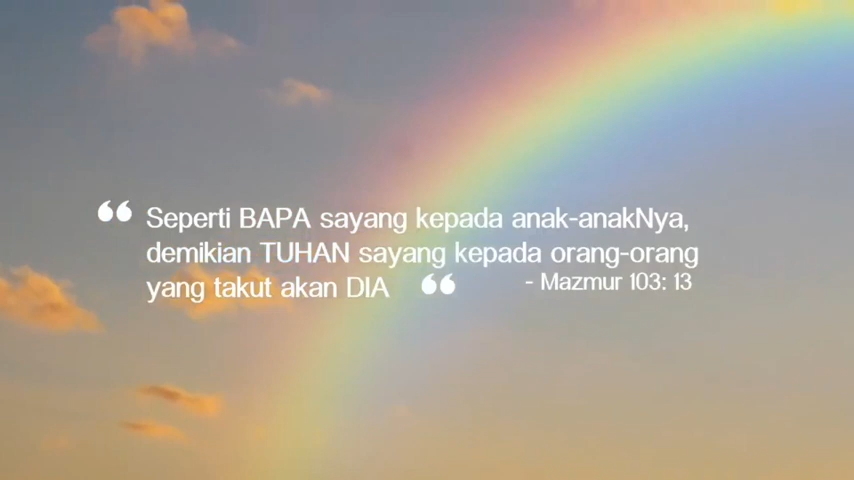 ❝ Seperti BAPA sayang kepada anak-anakNya,
demikian TUHAN sayang kepada orang-orang
yang takut akan DIA ❝
- Mazmur 103: 13